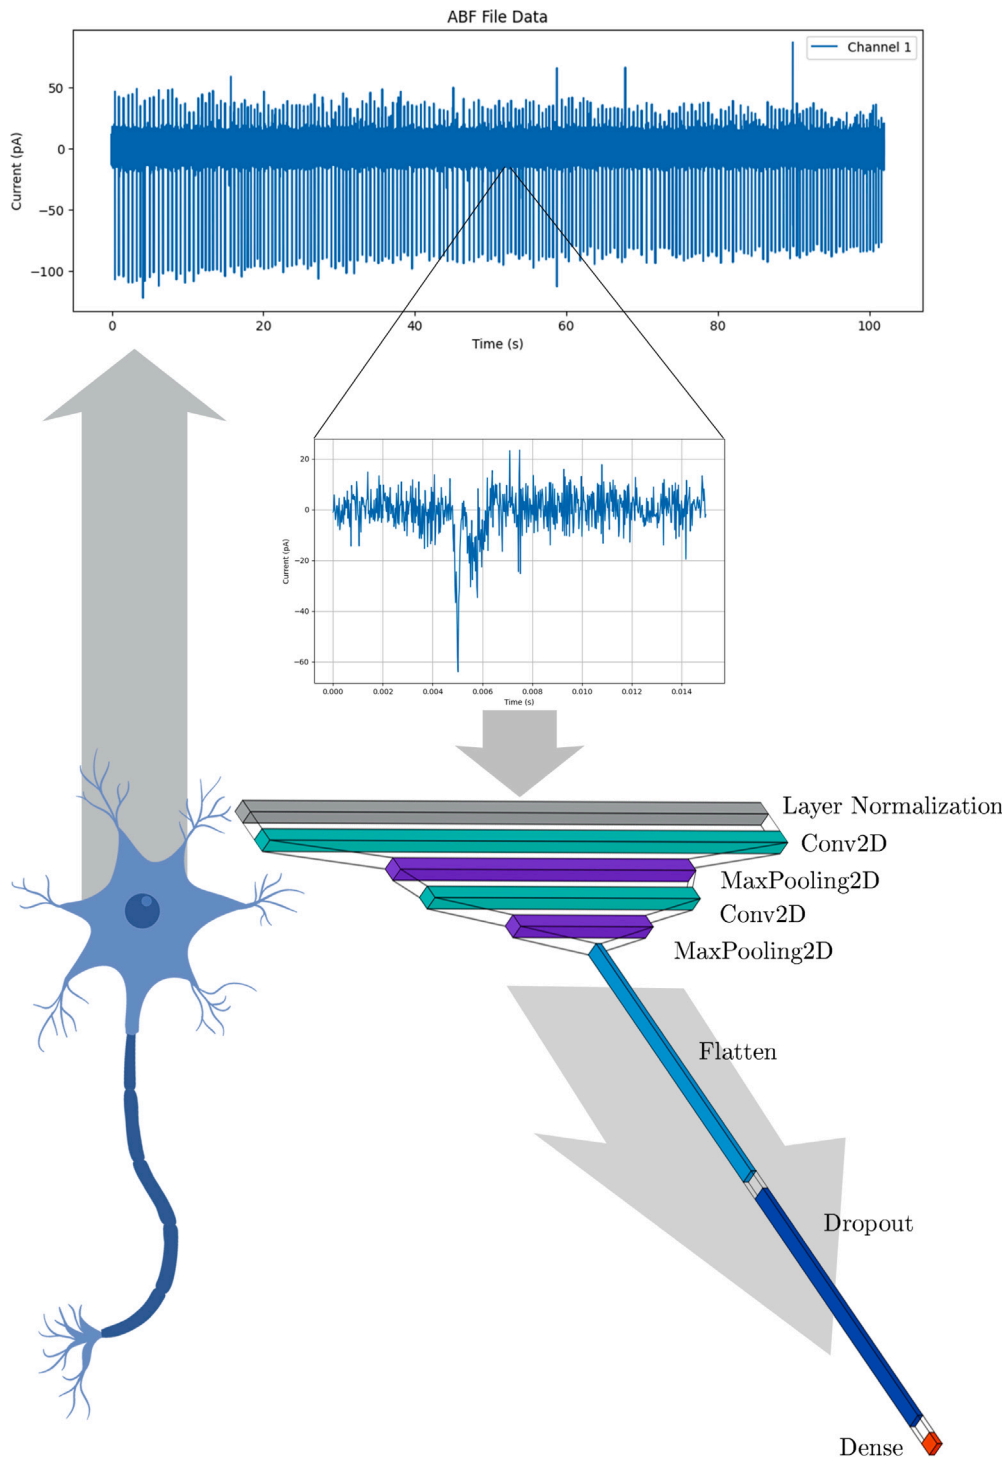 ABF File Data
Channel 1
Current (pA)
50
0
−50
−100
0 20 40 60 80 100
Time (s)
Current (pA)
20
0
−20
−40
−60
0.000 0.002 0.004 0.006 0.008 0.010 0.012 0.014
Time (s)
Layer Normalization
Conv2D
MaxPooling2D
Conv2D
MaxPooling2D
Flatten
Dropout
Dense